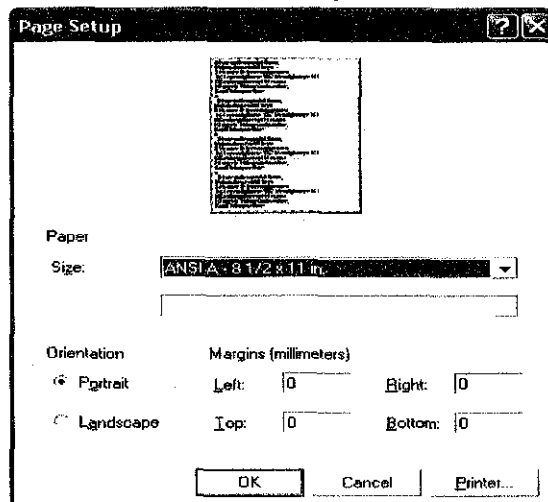 Page Setup
Paper
Size: ANSI A - 8 1/2 x 11 in.
Orientation Margins (millimeters)
Portrait Left: 0 Right: 0
Landscape Top: 0 Bottom: 0
OK Cancel Printer...